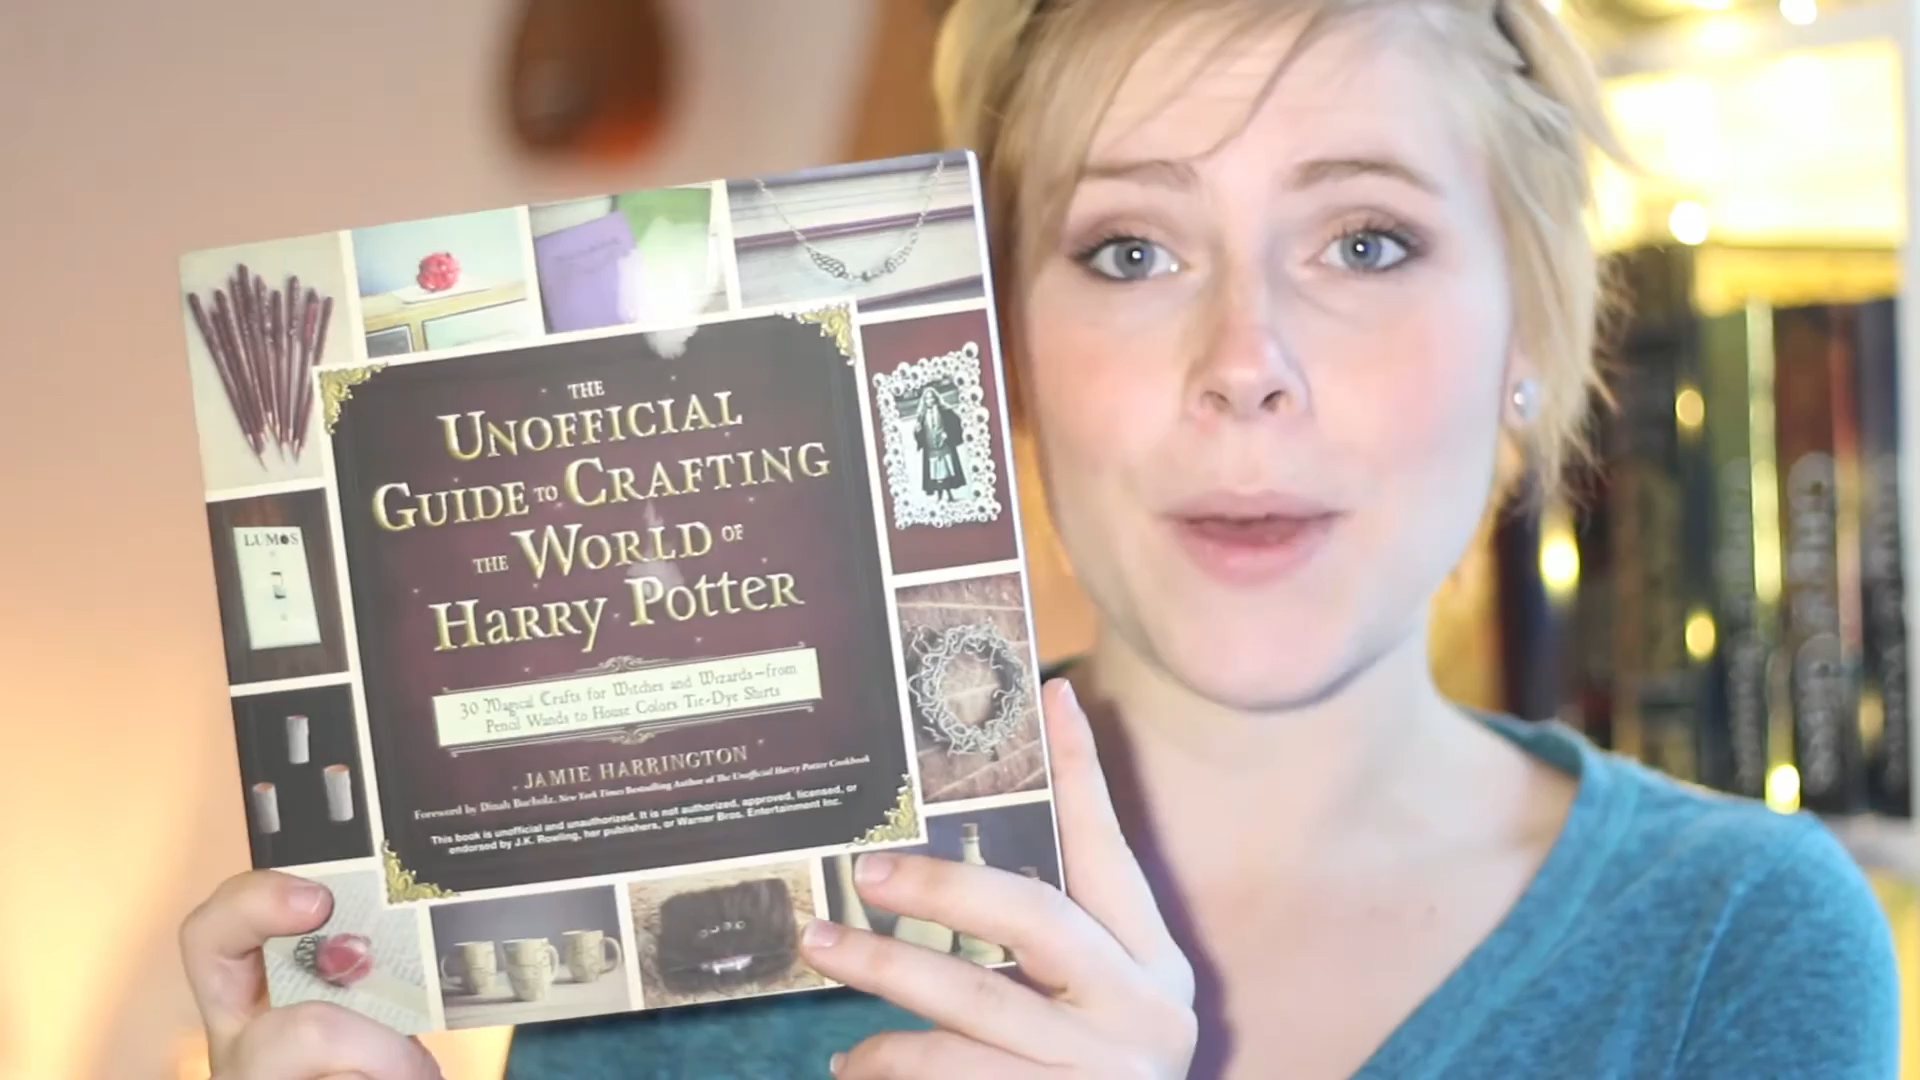 THE
UNOFFICIAL
GUIDE TO CRAFTING
THE WORLD OF
HARRY POTTER
30 Magical Crafts for Witches and Wizards—from
Pencil Wands to House Colors Tie-Dye Shirts
JAMIE HARRINGTON
Foreword by Dinah Bucholz, New York Times Bestselling Author of The Unofficial Harry Potter Cookbook
This book is unofficial and unauthorized. It is not authorized, approved, licensed, or
endorsed by J.K. Rowling, her publishers, or Warner Bros. Entertainment Inc.
LUMOS